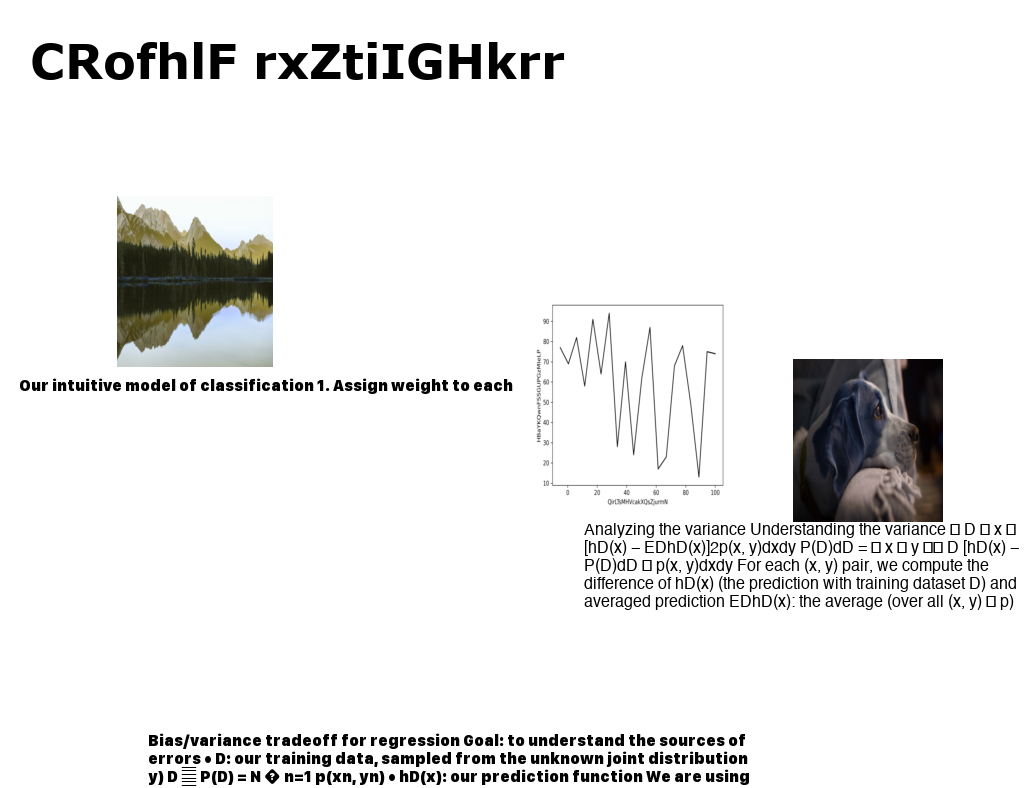 CRofhlF rxZtiIGHkrr
Our intuitive model of classification 1. Assign weight to each
90
80
70
60
50
40
30
20
10
0 20 40 60 80 100
Analyzing the variance Understanding the variance □ D □ x □
[hD(x) – EDhD(x)]2p(x, y)dxdy P(D)dD = □ x □ y □□ D [hD(x) –
P(D)dD □ p(x, y)dxdy For each (x, y) pair, we compute the
difference of hD(x) (the prediction with training dataset D) and
averaged prediction EDhD(x): the average (over all (x, y) □ p)
Bias/variance tradeoff for regression Goal: to understand the sources of
errors • D: our training data, sampled from the unknown joint distribution
y) D P(D) = N � n=1 p(xn, yn) • hD(x): our prediction function We are using